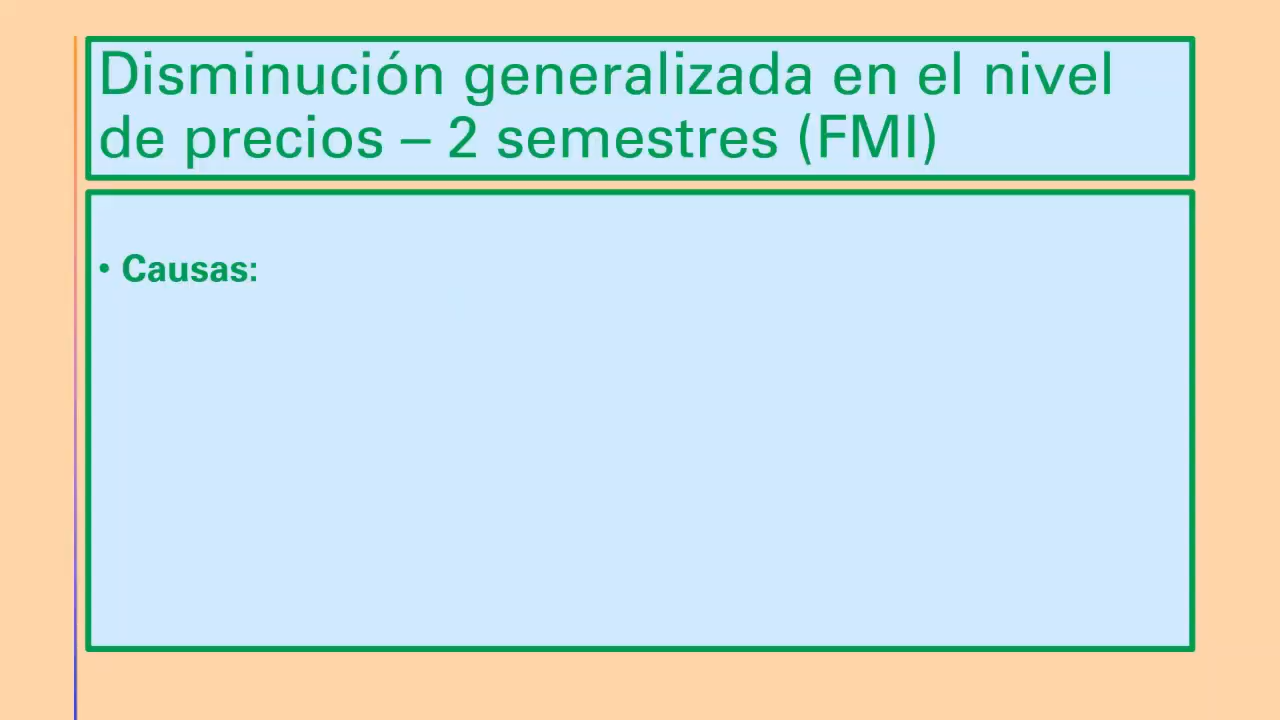 Disminución generalizada en el nivel
de precios – 2 semestres (FMI)
• Causas: